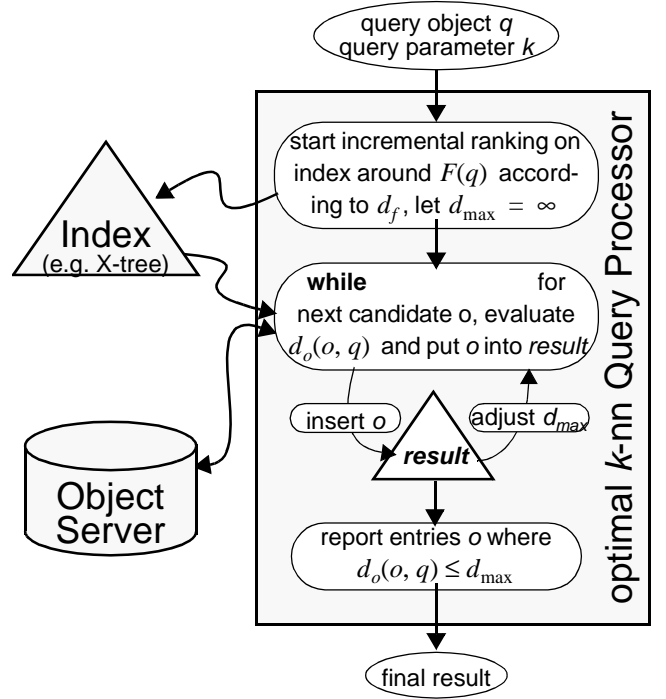 query object q
query parameter k
start incremental ranking on
index around F(q) accord-
ing to d_f, let d_max = ∞
Index
(e.g. X-tree)
while for
next candidate o, evaluate
d_o(o, q) and put o into result
insert o
adjust d_max
result
Object
Server
report entries o where
d_o(o, q) ≤ d_max
final result
optimal k-nn Query Processor